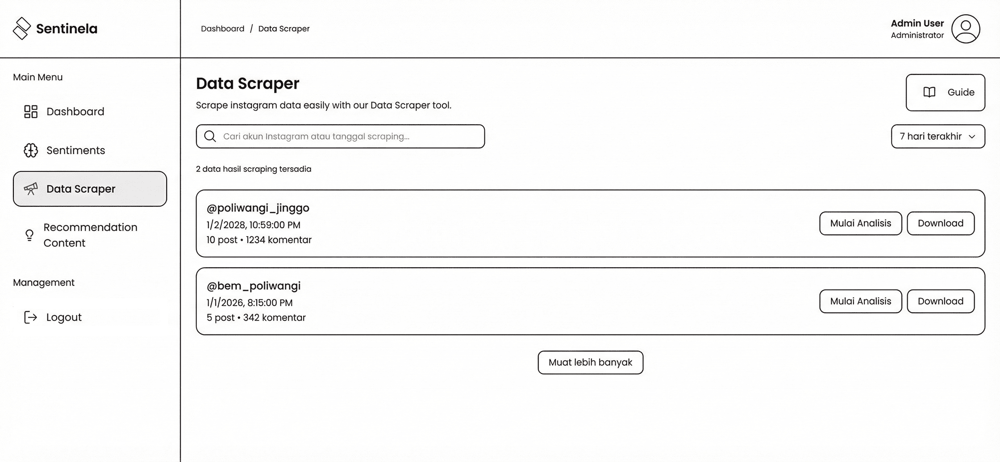 Sentinela
Dashboard / Data Scraper
Admin User
Administrator
Main Menu
Dashboard
Sentiments
Data Scraper
Recommendation
Content
Management
Logout
Data Scraper
Scrape instagram data easily with our Data Scraper tool.
Guide
Cari akun Instagram atau tanggal scraping...
7 hari terakhir
2 data hasil scraping tersadia
@poliwangi_jinggo
1/2/2028, 10:59:00 PM
10 post • 1234 komentar
Mulai Analisis
Download
@bem_poliwangi
1/1/2026, 8:15:00 PM
5 post • 342 komentar
Mulai Analisis
Download
Muat lebih banyak